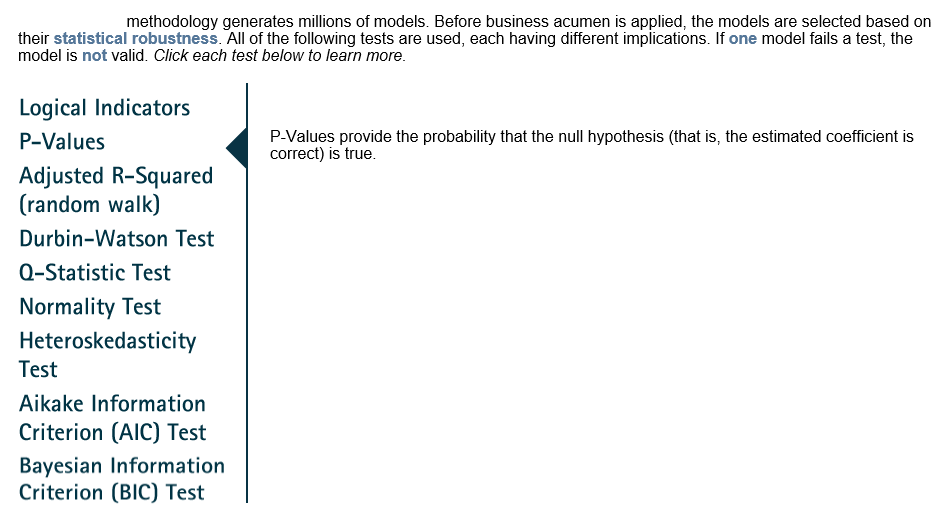 methodology generates millions of models. Before business acumen is applied, the models are selected based on
their statistical robustness. All of the following tests are used, each having different implications. If one model fails a test, the
model is not valid. Click each test below to learn more.
Logical Indicators
P-Values
Adjusted R-Squared
(random walk)
Durbin-Watson Test
Q-Statistic Test
Normality Test
Heteroskedasticity
Test
Aikake Information
Criterion (AIC) Test
Bayesian Information
Criterion (BIC) Test
P-Values provide the probability that the null hypothesis (that is, the estimated coefficient is
correct) is true.